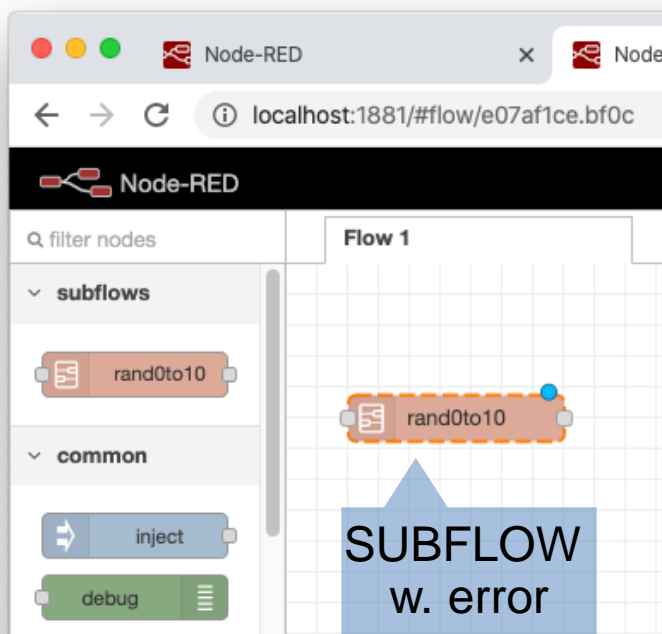 Node-RED
Node
localhost:1881/#flow/e07af1ce.bf0c
Node-RED
filter nodes
Flow 1
subflows
rand0to10
rand0to10
common
inject
debug
SUBFLOW
w. error